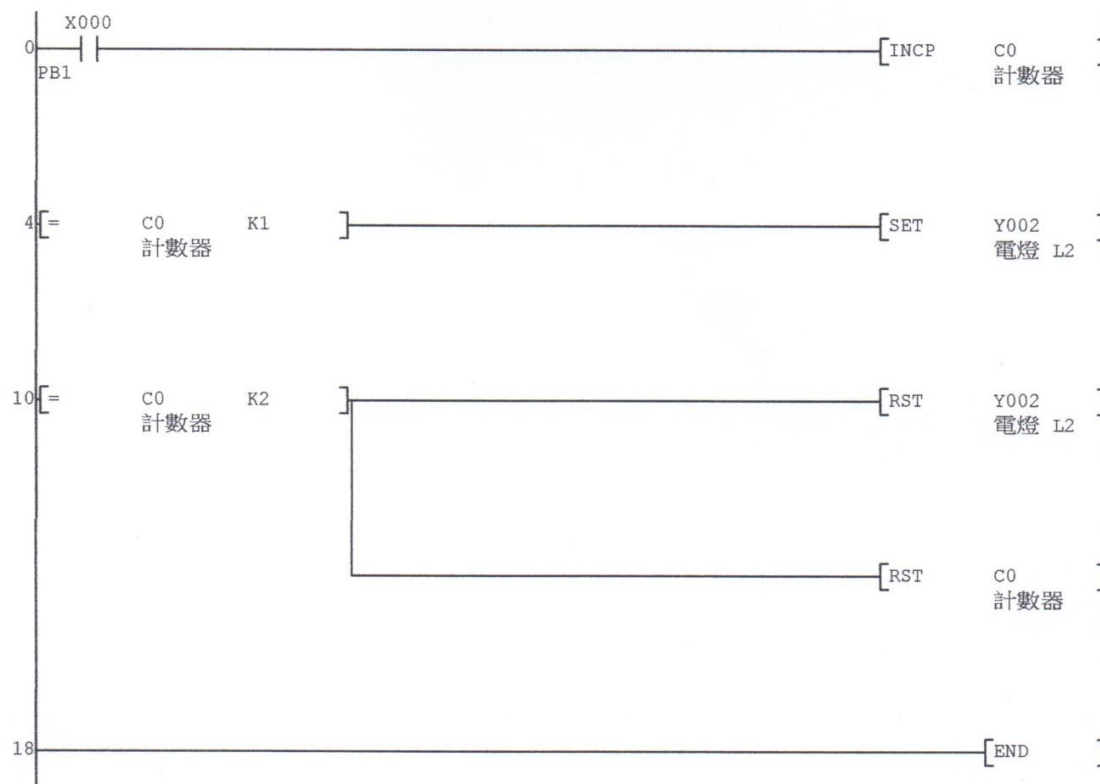 X000
0
INCP C0
PB1
計數器
4 = C0 K1 SET Y002
計數器 電燈 L2
10 = C0 K2 RST Y002
計數器 電燈 L2
RST C0
計數器
18 END